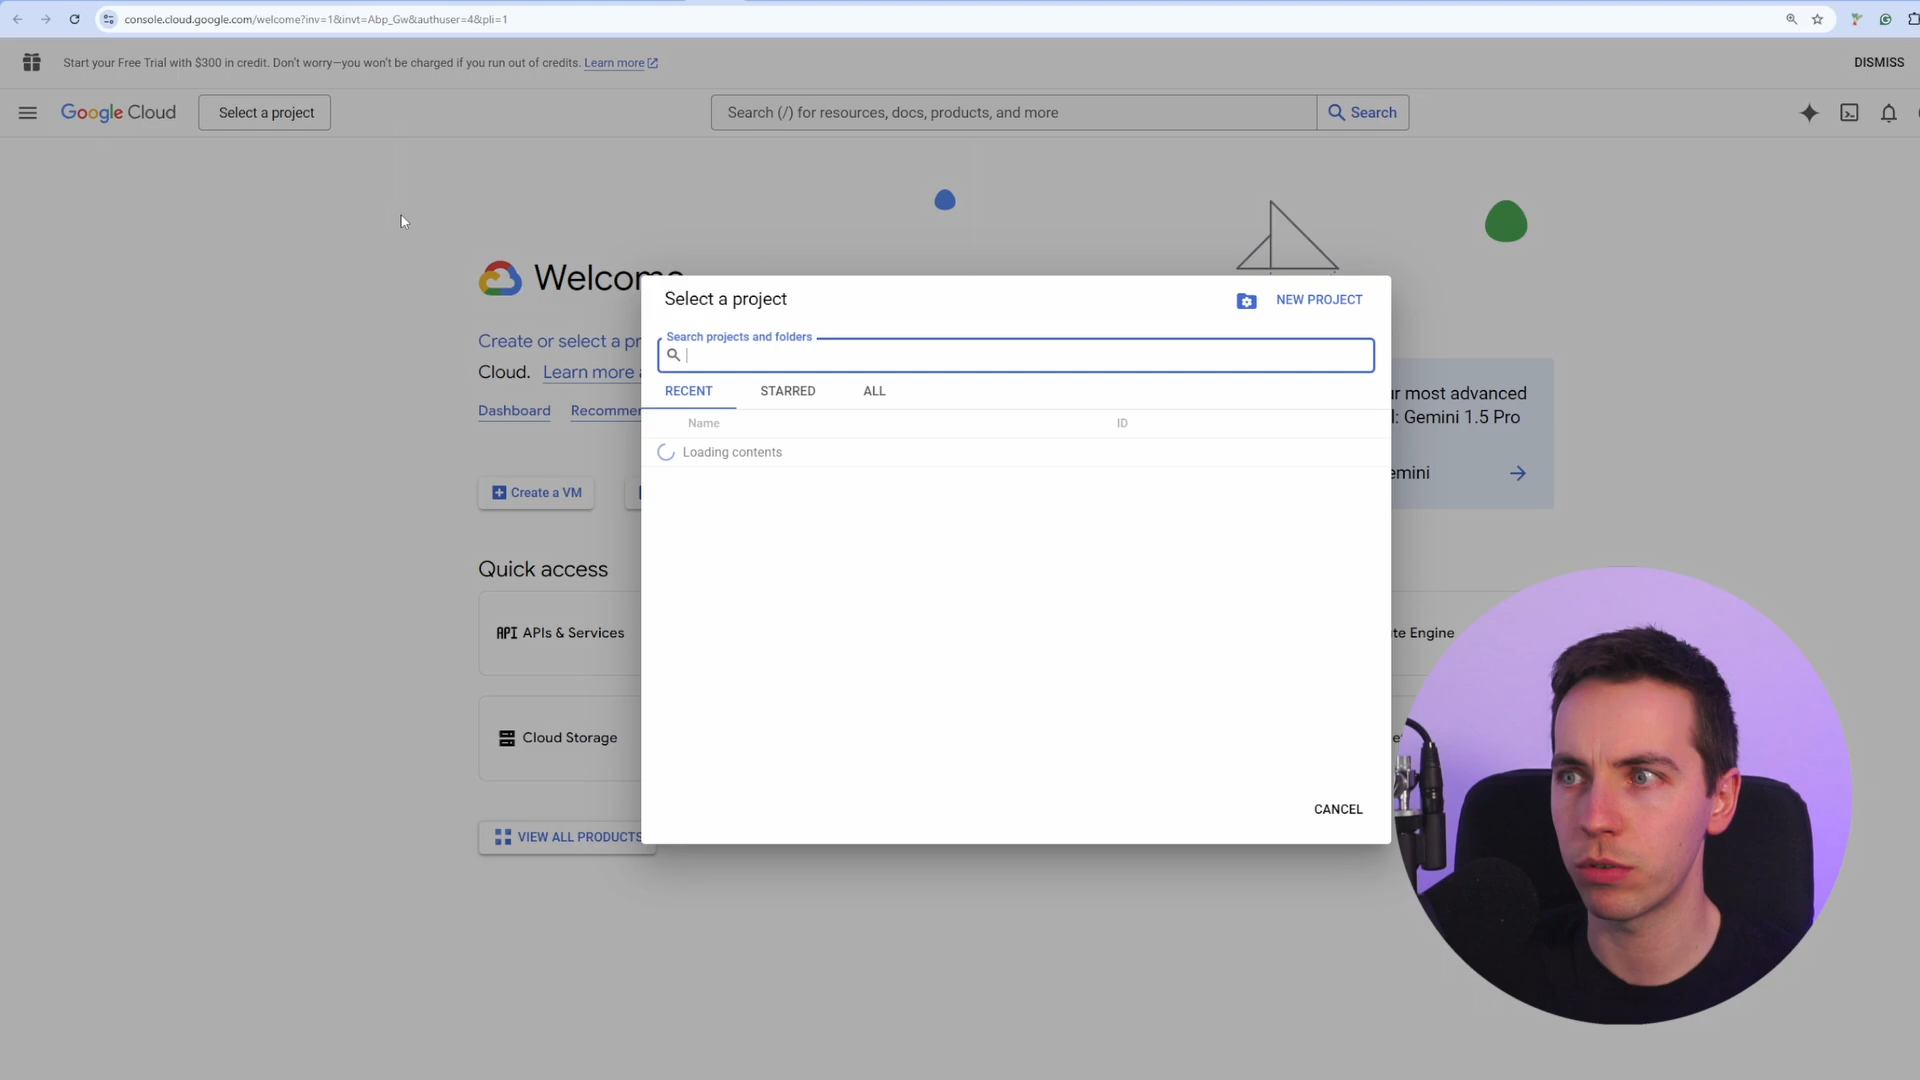 console.cloud.google.com/welcome?inv=1&invt=Abp_Gw&authuser=4&pli=1
Start your Free Trial with $300 in credit. Don't worry—you won't be charged if you run out of credits. Learn more
DISMISS
Google Cloud
Select a project
Search (/) for resources, docs, products, and more
Search
Welcome
Select a project
NEW PROJECT
Search projects and folders
RECENT
STARRED
ALL
Name
ID
Loading contents
CANCEL
Create or select a pr
Cloud. Learn more
Dashboard
Recommen
r most advanced
l: Gemini 1.5 Pro
emini
Create a VM
Quick access
API APIs & Services
te Engine
Cloud Storage
VIEW ALL PRODUCTS